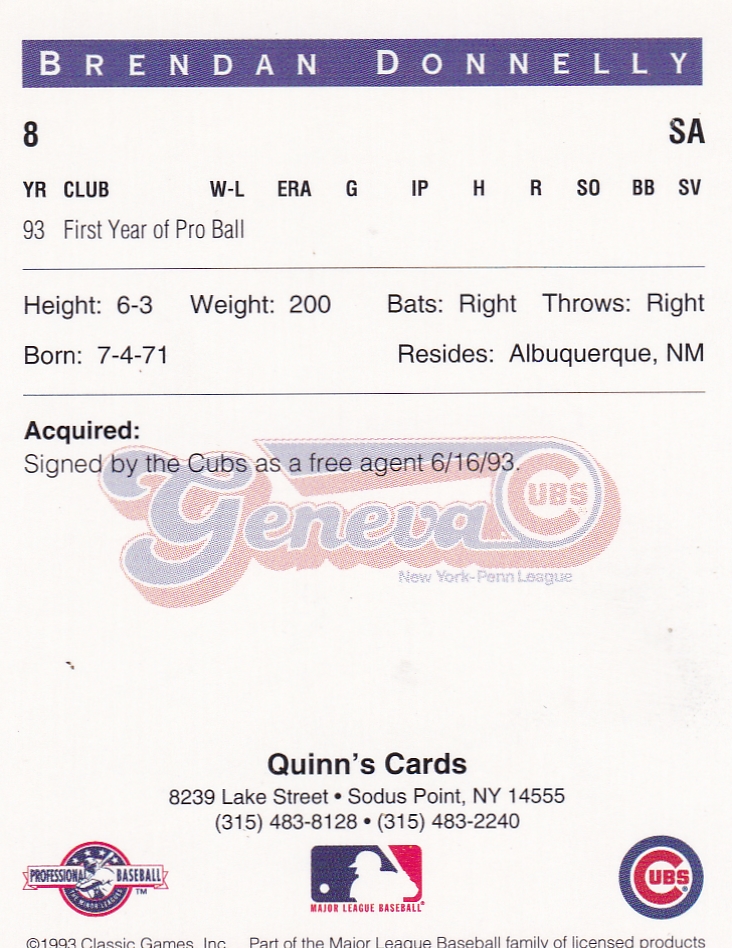 BRENDAN DONNELLY
8 SA
YR CLUB W-L ERA G IP H R SO BB SV
93 First Year of Pro Ball
Height: 6-3 Weight: 200 Bats: Right Throws: Right
Born: 7-4-71 Resides: Albuquerque, NM
Acquired:
Signed by the Cubs as a free agent 6/16/93.
Geneva CUBS
New York-Penn League
Quinn's Cards
8239 Lake Street • Sodus Point, NY 14555
(315) 483-8128 • (315) 483-2240
PROFESSIONAL BASEBALL ™
THE MINOR LEAGUES
MAJOR LEAGUE BASEBALL®
CUBS®
©1993 Classic Games, Inc. Part of the Major League Baseball family of licensed products